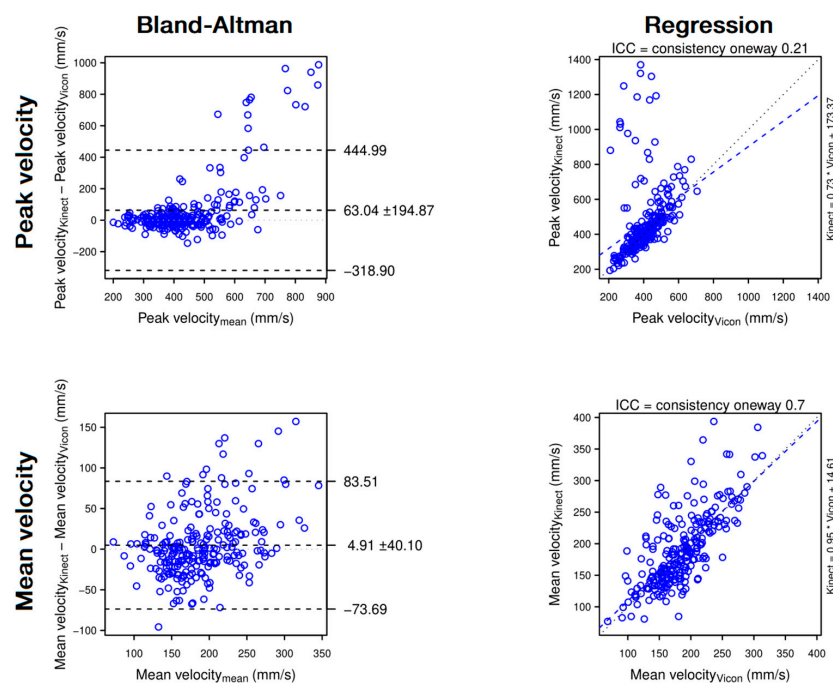 Bland-Altman
Regression
Peak velocity
Peak velocityKinect − Peak velocityVicon (mm/s)
1000
800
600
400
200
0
−200
444.99
63.04 ±194.87
−318.90
200 300 400 500 600 700 800 900
Peak velocitymean (mm/s)
ICC = consistency oneway 0.21
Peak velocityKinect (mm/s)
1400
1200
1000
800
600
400
200
200 400 600 800 1000 1200 1400
Peak velocityVicon (mm/s)
Kinect = 0.73 * Vicon + 173.37
Mean velocity
Mean velocityKinect − Mean velocityVicon (mm/s)
150
100
50
0
−50
−100
83.51
4.91 ±40.10
−73.69
100 150 200 250 300 350
Mean velocitymean (mm/s)
ICC = consistency oneway 0.7
Mean velocityKinect (mm/s)
400
350
300
250
200
150
100
100 150 200 250 300 350 400
Mean velocityVicon (mm/s)
Kinect = 0.95 * Vicon + 14.61